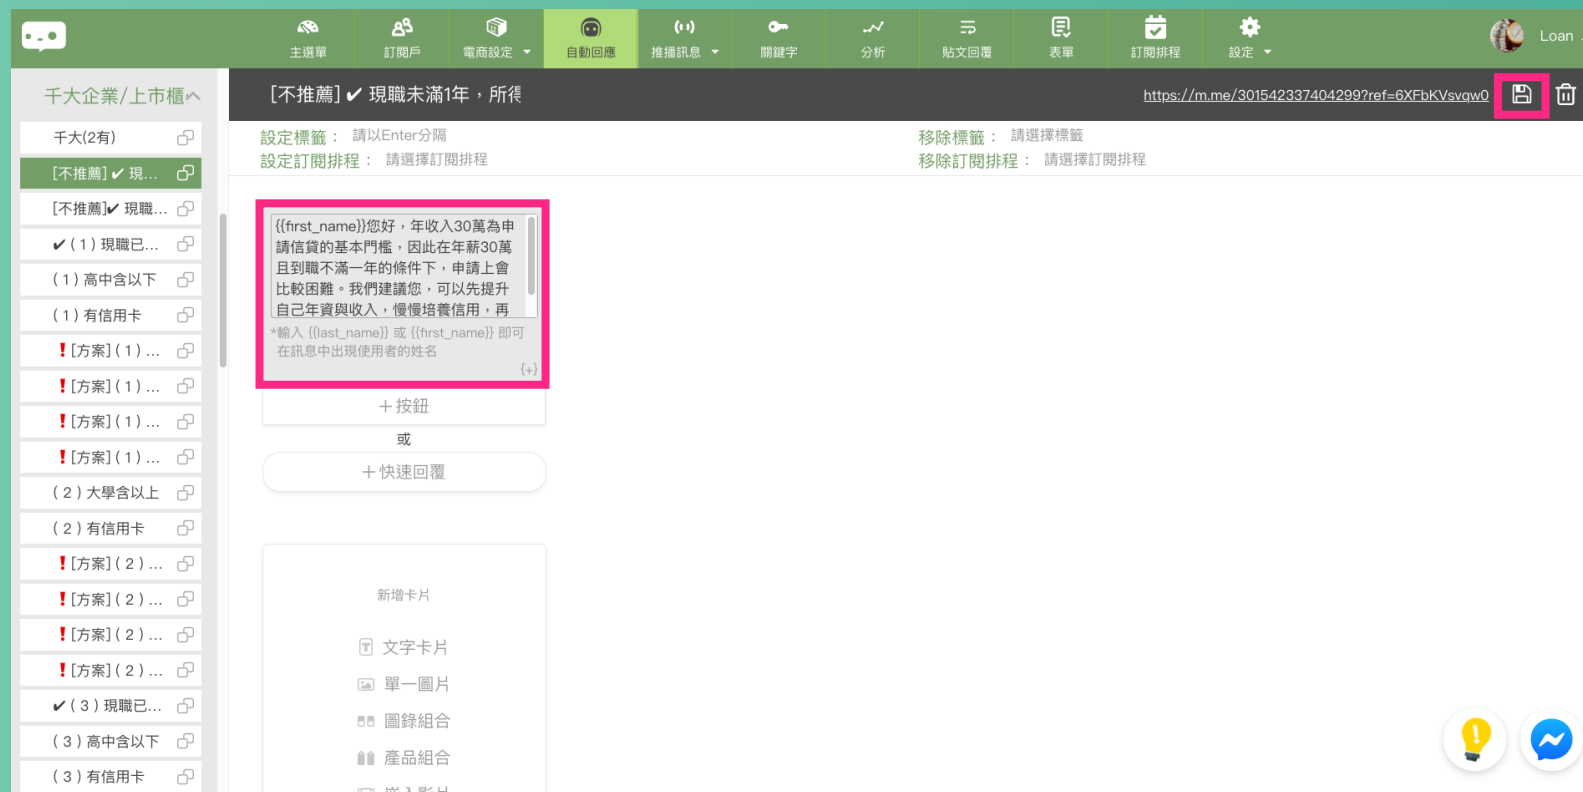 主選單
訂閱戶
電商設定
自動回應
推播訊息
關鍵字
分析
貼文回覆
表單
訂閱排程
設定
Loan
千大企業/上市櫃
[不推薦] ✔ 現職未滿1年，所得
https://m.me/301542337404299?ref=6XFbKVsvqw0
設定標籤： 請以Enter分隔
移除標籤： 請選擇標籤
設定訂閱排程： 請選擇訂閱排程
移除訂閱排程： 請選擇訂閱排程
千大(2有)
[不推薦] ✔ 現...
[不推薦]✔ 現職...
✔ ( 1 ) 現職已...
( 1 ) 高中含以下
( 1 ) 有信用卡
❗[方案] ( 1 ) ...
❗[方案] ( 1 ) ...
❗[方案] ( 1 ) ...
❗[方案] ( 1 ) ...
( 2 ) 大學含以上
( 2 ) 有信用卡
❗[方案] ( 2 ) ...
❗[方案] ( 2 ) ...
❗[方案] ( 2 ) ...
❗[方案] ( 2 ) ...
✔ ( 3 ) 現職已...
( 3 ) 高中含以下
( 3 ) 有信用卡
{{first_name}}您好，年收入30萬為申
請信貸的基本門檻，因此在年薪30萬
且到職不滿一年的條件下，申請上會
比較困難。我們建議您，可以先提升
自己年資與收入，慢慢培養信用，再
*輸入 {{last_name}} 或 {{first_name}} 即可
在訊息中出現使用者的姓名
{+}
＋按鈕
或
＋快速回覆
新增卡片
文字卡片
單一圖片
圖錄組合
產品組合
嵌入影片